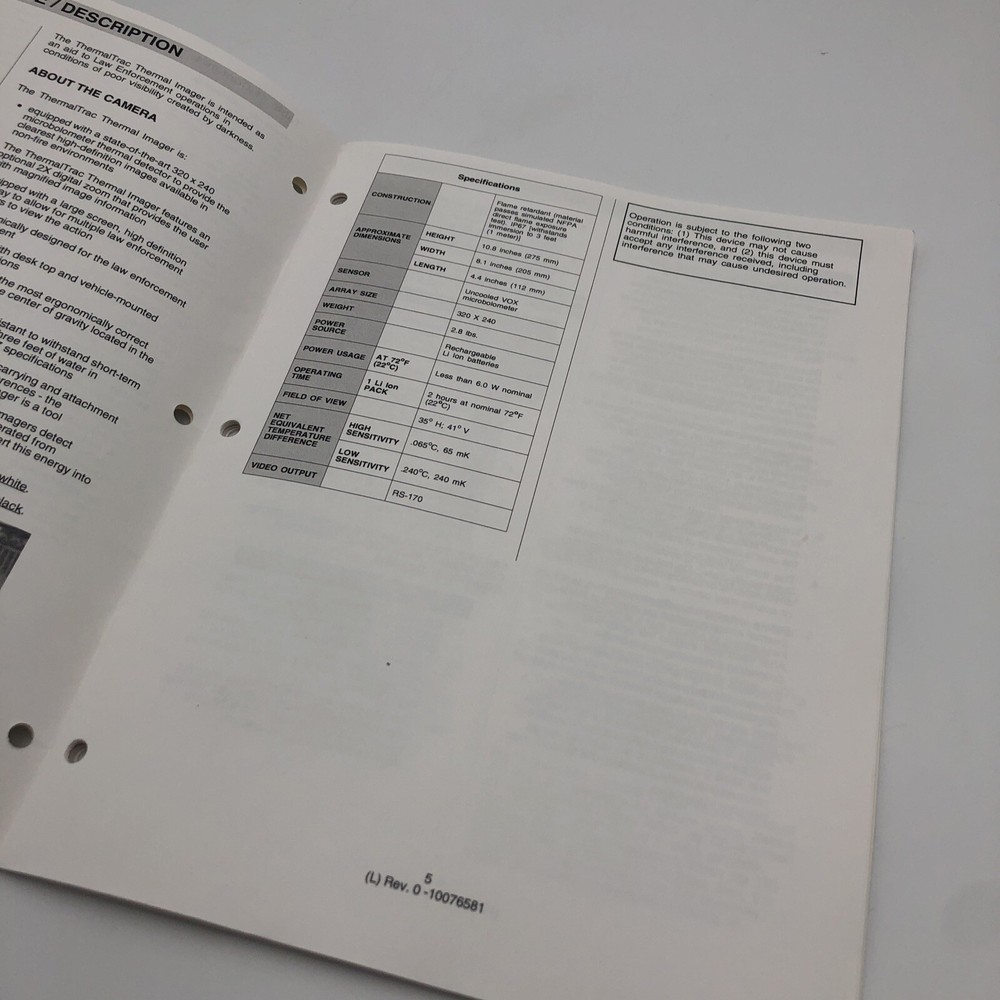 / DESCRIPTION
The ThermalTrac Thermal Imager is intended as
an aid to Law Enforcement operations in
conditions of poor visibility created by darkness.
ABOUT THE CAMERA
The ThermalTrac Thermal Imager is:
• equipped with a state-of-the-art 320 x 240
microbolometer thermal detector to provide the
clearest high-definition images available in
non-fire environments
The ThermalTrac Thermal Imager features an
optional 2X digital zoom that provides the user
with magnified image information
with a large screen, high definition
to allow for multiple law enforcement
to view the action
designed for the law enforcement
desk top and vehicle-mounted
the most ergonomically correct
center of gravity located in the
to withstand short-term
three feet of water in
specifications
carrying and attachment
- the
is a tool
detect
from
this energy into
white.
Specifications
CONSTRUCTION
Flame retardant (material
passes simulated NFPA
direct flame exposure
test). IP67 [withstands
immersion to 3 feet
(1 meter)]
APPROXIMATE
DIMENSIONS
HEIGHT
10.8 inches (275 mm)
WIDTH
8.1 inches (205 mm)
LENGTH
4.4 inches (112 mm)
SENSOR
Uncooled VOX
microbolometer
ARRAY SIZE
320 X 240
WEIGHT
2.8 lbs.
POWER
SOURCE
Rechargeable
Li Ion batteries
POWER USAGE
AT 72°F
(22°C)
Less than 6.0 W nominal
OPERATING
TIME
1 Li Ion
PACK
2 hours at nominal 72°F
(22°C)
FIELD OF VIEW
35° H; 41° V
NET
EQUIVALENT
TEMPERATURE
DIFFERENCE
HIGH
SENSITIVITY
.065°C, 65 mK
LOW
SENSITIVITY
.240°C, 240 mK
VIDEO OUTPUT
RS-170
Operation is subject to the following two
conditions: (1) This device may not cause
harmful interference, and (2) this device must
accept any interference received, including
interference that may cause undesired operation.
5
(L) Rev. 0 -10076581